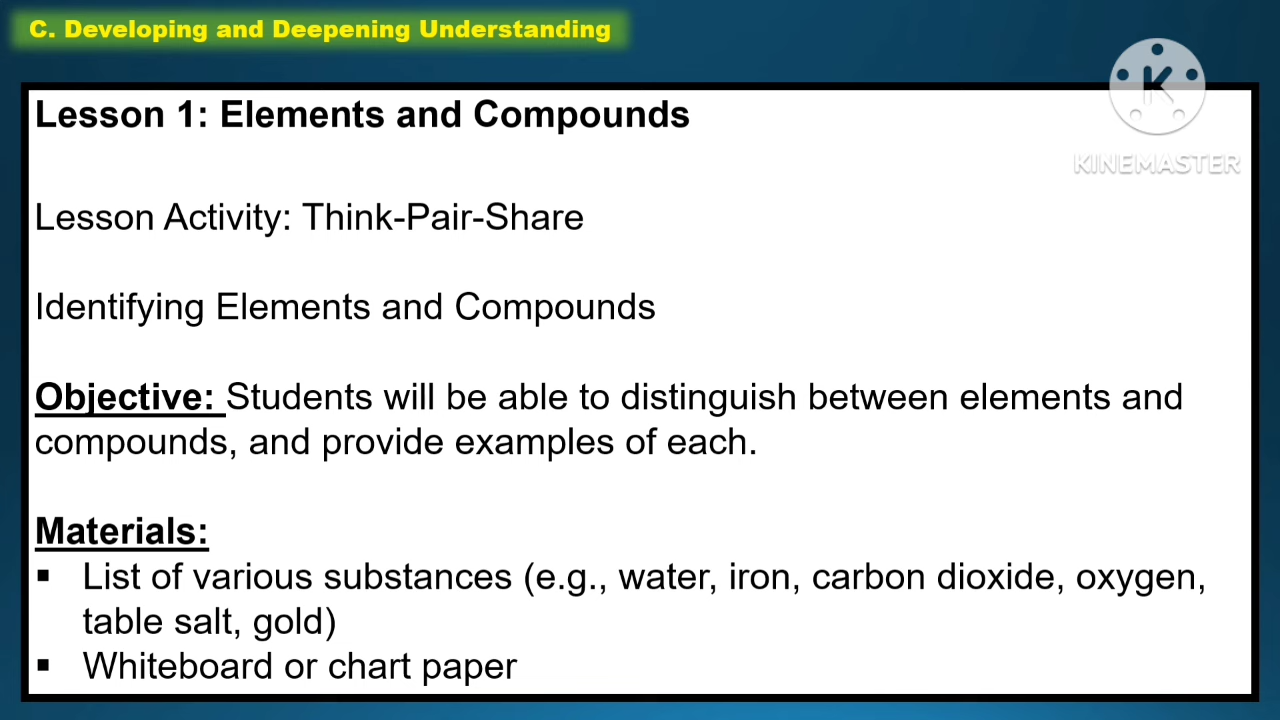 C. Developing and Deepening Understanding
K
KINEMASTER
Lesson 1: Elements and Compounds
Lesson Activity: Think-Pair-Share
Identifying Elements and Compounds
Objective: Students will be able to distinguish between elements and
compounds, and provide examples of each.
Materials:
▪ List of various substances (e.g., water, iron, carbon dioxide, oxygen,
table salt, gold)
▪ Whiteboard or chart paper